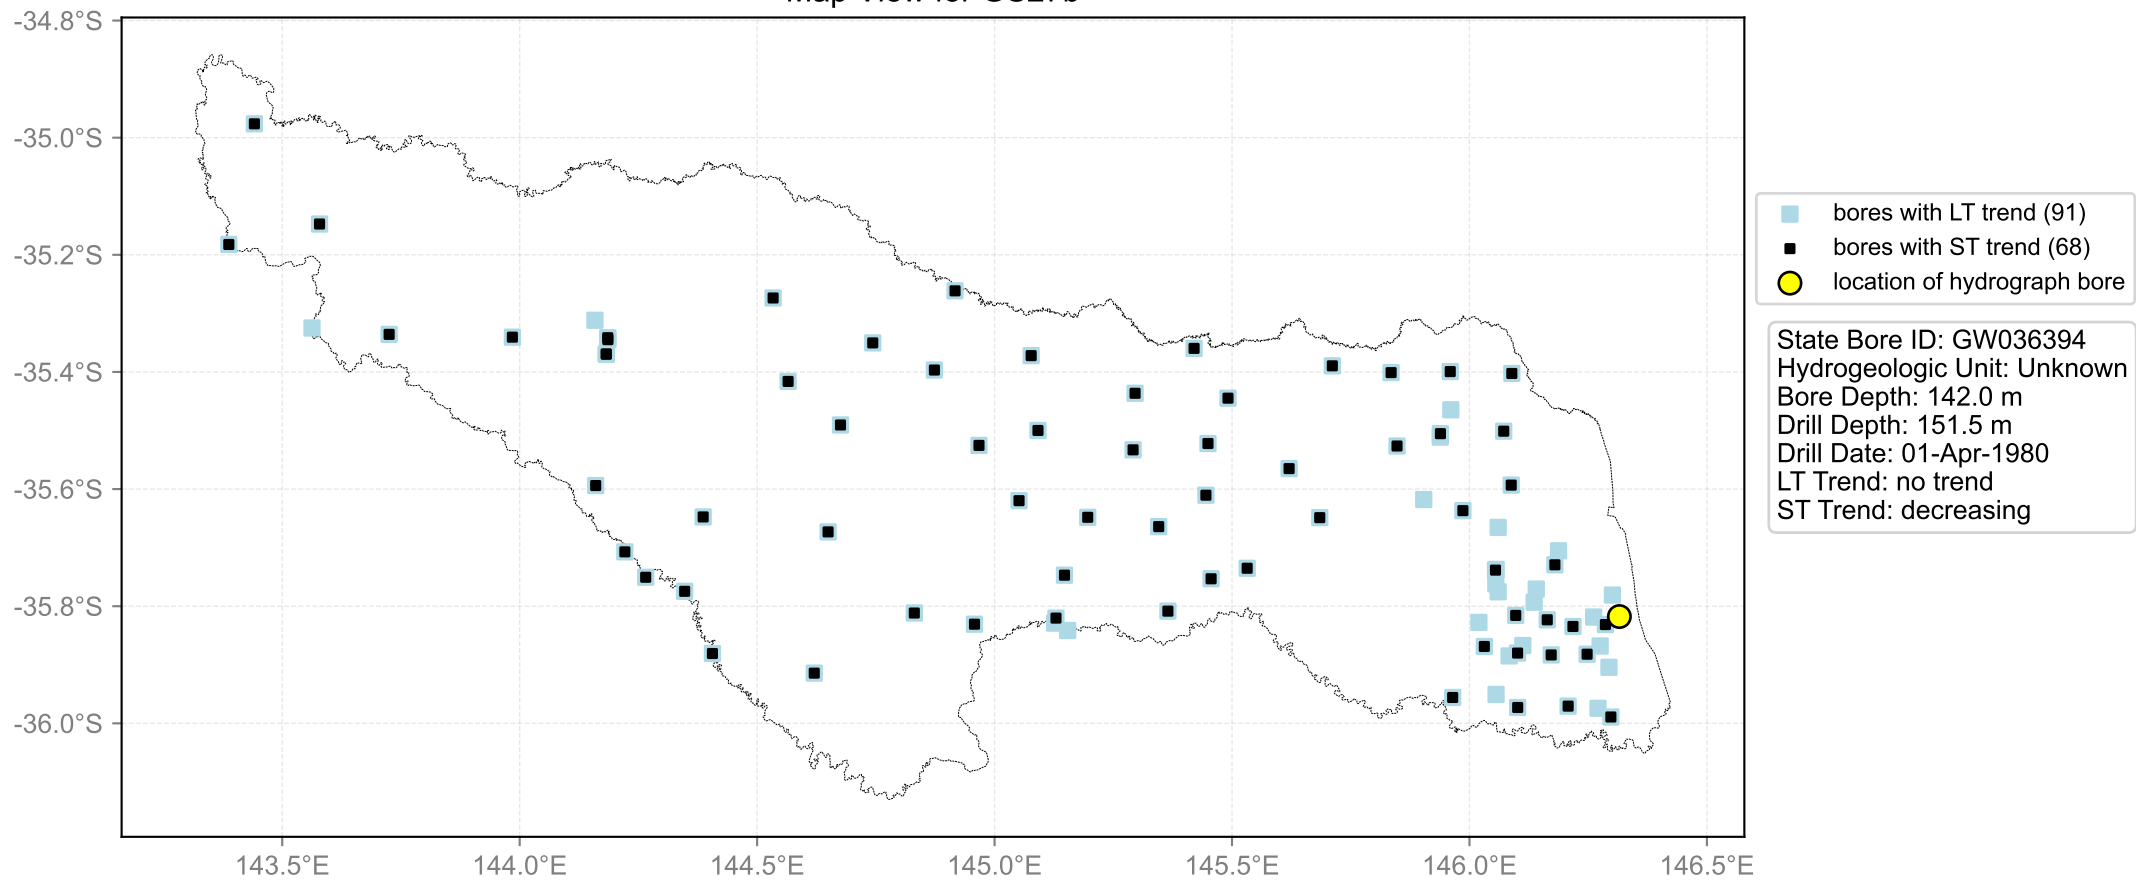 -34.8°S
-35.0°S
-35.2°S
-35.4°S
-35.6°S
-35.8°S
-36.0°S
143.5°E
144.0°E
144.5°E
145.0°E
145.5°E
146.0°E
146.5°E
bores with LT trend (91)
bores with ST trend (68)
location of hydrograph bore
State Bore ID: GW036394
Hydrogeologic Unit: Unknown
Bore Depth: 142.0 m
Drill Depth: 151.5 m
Drill Date: 01-Apr-1980
LT Trend: no trend
ST Trend: decreasing